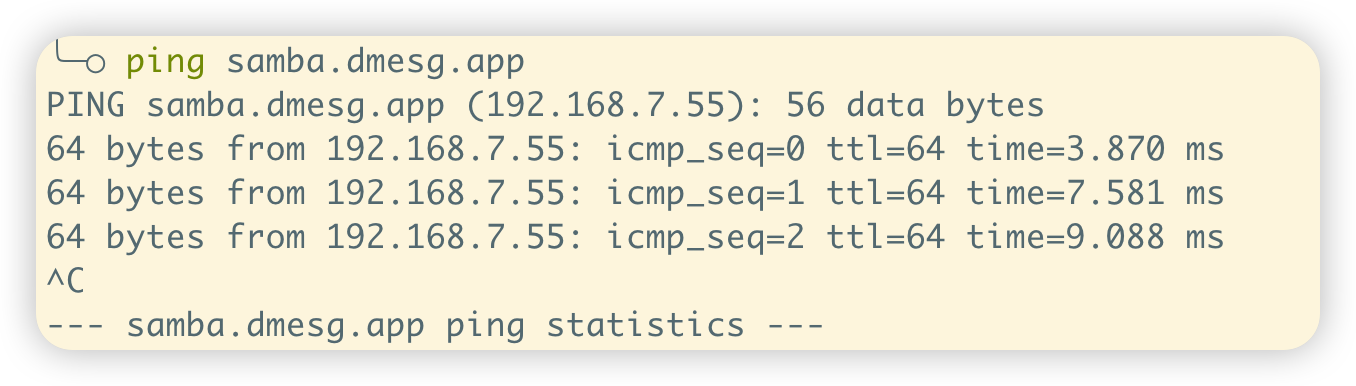 ping samba.dmesg.app
PING samba.dmesg.app (192.168.7.55): 56 data bytes
64 bytes from 192.168.7.55: icmp_seq=0 ttl=64 time=3.870 ms
64 bytes from 192.168.7.55: icmp_seq=1 ttl=64 time=7.581 ms
64 bytes from 192.168.7.55: icmp_seq=2 ttl=64 time=9.088 ms
^C
--- samba.dmesg.app ping statistics ---